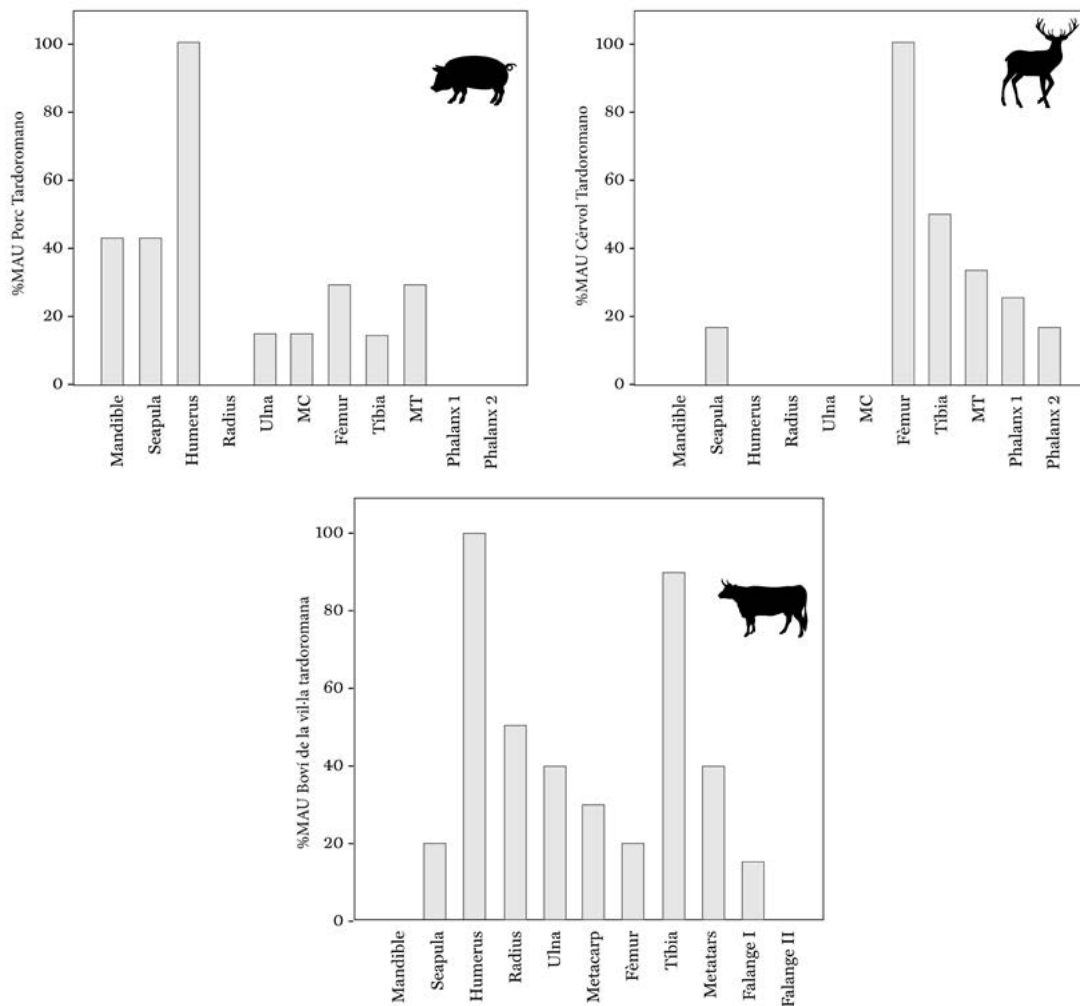 %MAU Porc Tardoromano
100
80
60
40
20
0
Mandible
Seapula
Humerus
Radius
Ulna
MC
Fèmur
Tíbia
MT
Phalanx 1
Phalanx 2
%MAU Cérvol Tardoromano
100
80
60
40
20
0
Mandible
Seapula
Humerus
Radius
Ulna
MC
Fèmur
Tíbia
MT
Phalanx 1
Phalanx 2
%MAU Boví de la vil·la tardoromana
100
80
60
40
20
0
Mandible
Seapula
Humerus
Radius
Ulna
Metacarp
Fèmur
Tíbia
Metatars
Falange I
Falange II